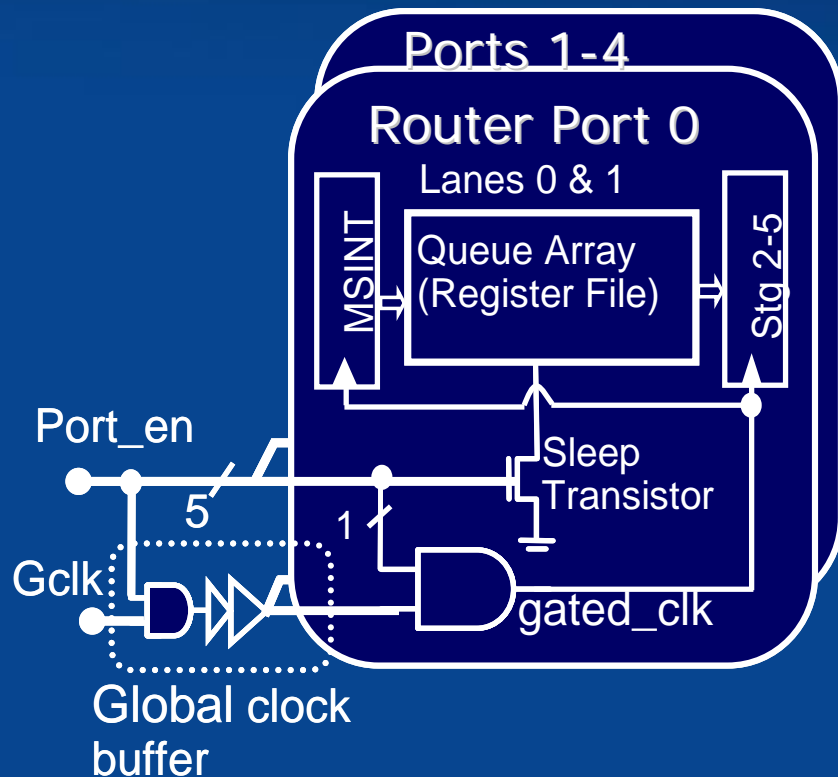 Ports 1-4
Router Port 0
Lanes 0 & 1
MSINT
Queue Array
(Register File)
Stg 2-5
Port_en
5
Sleep
Transistor
1
Gclk
gated_clk
Global clock
buffer